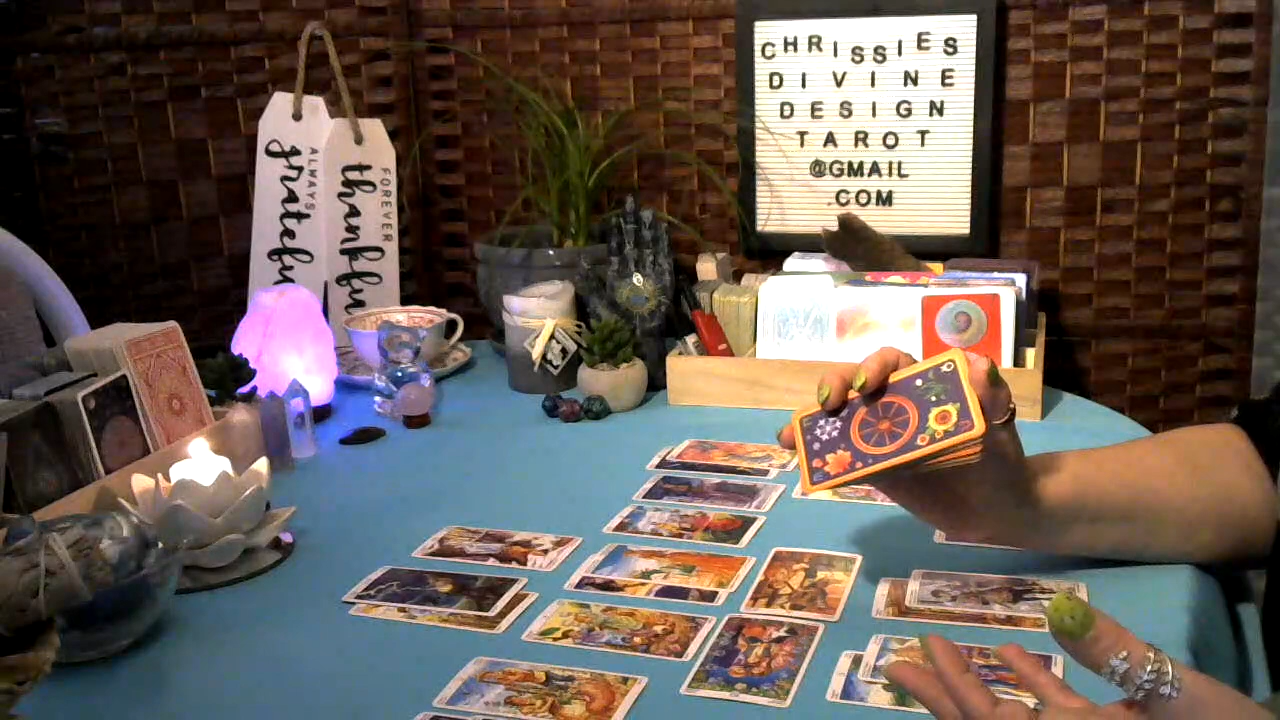 CHRISSIES
DIVINE
DESIGN
TAROT
@GMAIL
.COM
ALWAYS
grateful
FOREVER
thankful